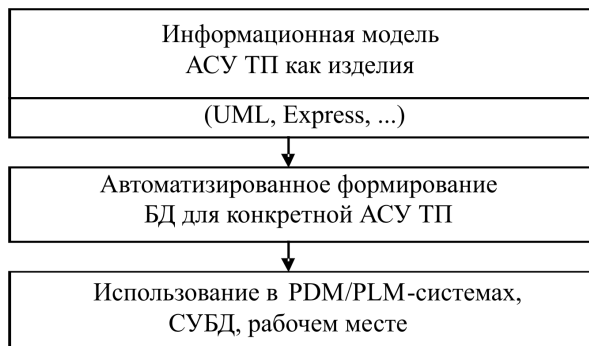 Информационная модель
АСУ ТП как изделия
(UML, Express, ...)
Автоматизированное формирование
БД для конкретной АСУ ТП
Использование в PDM/PLM-системах,
СУБД, рабочем месте